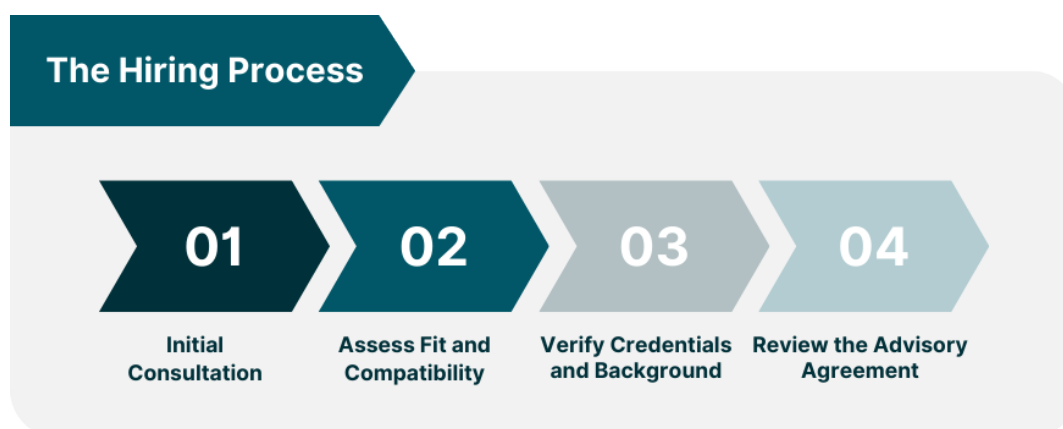 The Hiring Process
01
02
03
04
Initial
Consultation
Assess Fit and
Compatibility
Verify Credentials
and Background
Review the Advisory
Agreement